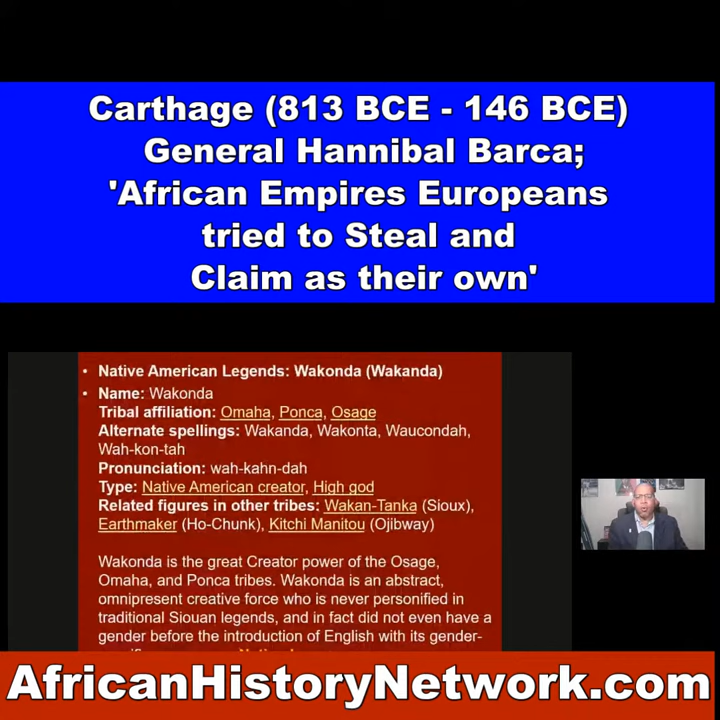 Carthage (813 BCE - 146 BCE)
General Hannibal Barca;
'African Empires Europeans
tried to Steal and
Claim as their own'
• Native American Legends: Wakonda (Wakanda)
• Name: Wakonda
Tribal affiliation: Omaha, Ponca, Osage
Alternate spellings: Wakanda, Wakonta, Waucondah,
Wah-kon-tah
Pronunciation: wah-kahn-dah
Type: Native American creator, High god
Related figures in other tribes: Wakan-Tanka (Sioux),
Earthmaker (Ho-Chunk), Kitchi Manitou (Ojibway)
Wakonda is the great Creator power of the Osage,
Omaha, and Ponca tribes. Wakonda is an abstract,
omnipresent creative force who is never personified in
traditional Siouan legends, and in fact did not even have a
gender before the introduction of English with its gender-
AfricanHistoryNetwork.com